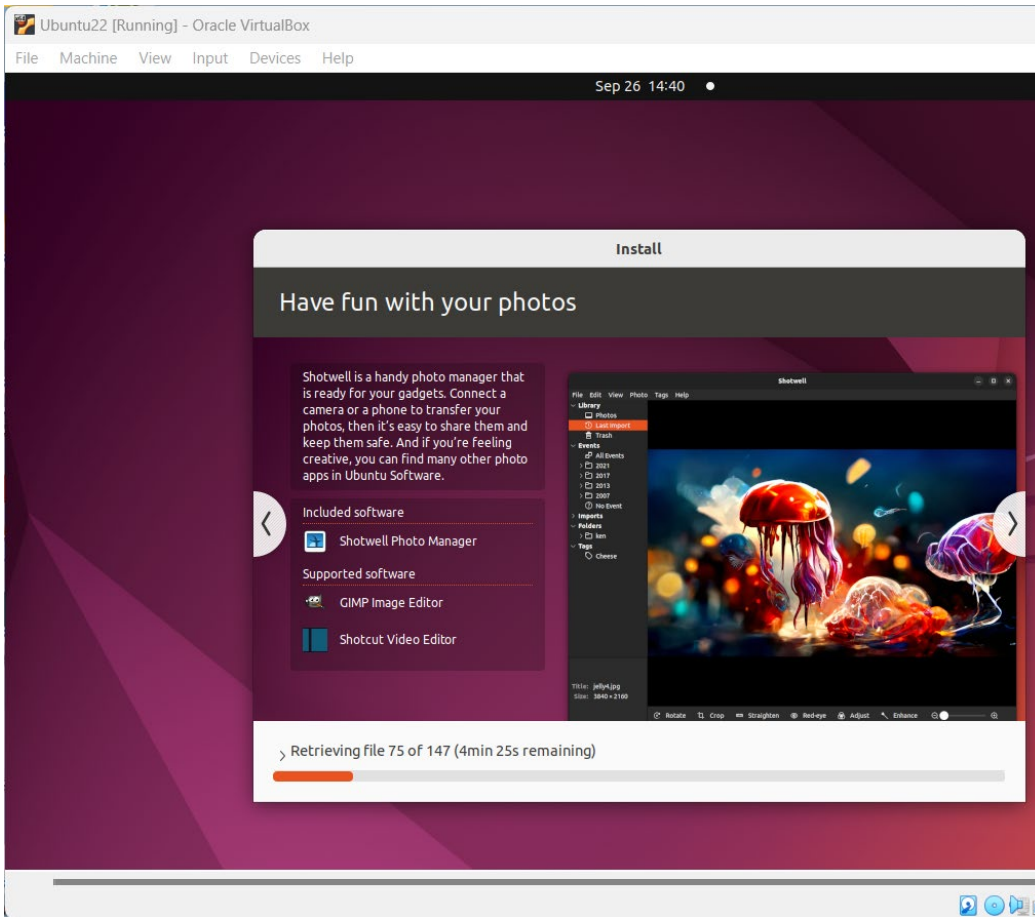 Ubuntu22 [Running] - Oracle VirtualBox
File Machine View Input Devices Help
Sep 26 14:40
Install
Have fun with your photos
Shotwell is a handy photo manager that
is ready for your gadgets. Connect a
camera or a phone to transfer your
photos, then it's easy to share them and
keep them safe. And if you're feeling
creative, you can find many other photo
apps in Ubuntu Software.
Included software
Shotwell Photo Manager
Supported software
GIMP Image Editor
Shotcut Video Editor
Shotwell
File Edit View Photo Tags Help
Library
Photos
Last Import
Trash
Events
All Events
2021
2017
2013
2007
No Event
Imports
Folders
ken
Tags
Cheese
Title: jelly4.jpg
Size: 3840 × 2160
Rotate Crop Straighten Red-eye Adjust Enhance
Retrieving file 75 of 147 (4min 25s remaining)